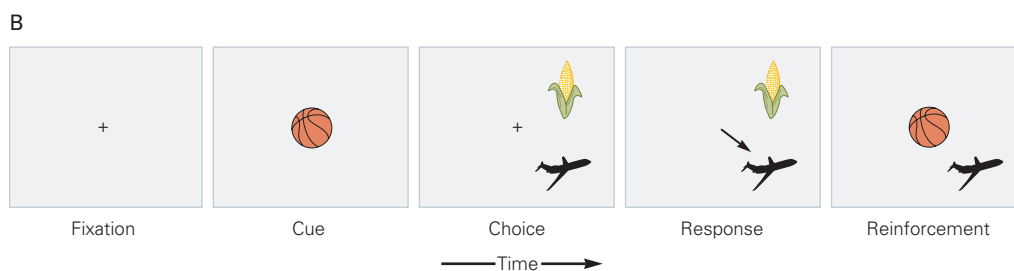 B
+
+
Fixation
Cue
Choice
Response
Reinforcement
Time